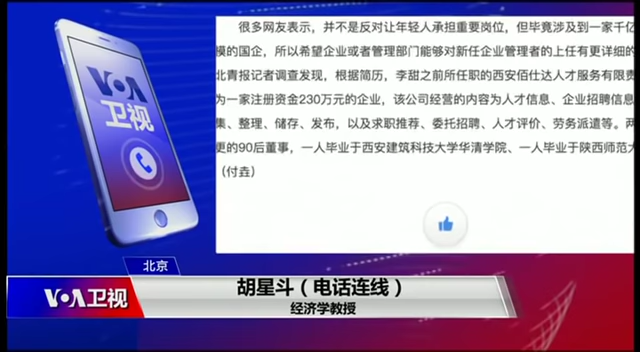 VOA
卫视
很多网友表示，并不是反对让年轻人承担重要岗位，但毕竟涉及到一家千亿
模的国企，所以希望企业或者管理部门能够对新任企业管理者的上任有更详细的
北青报记者调查发现，根据简历，李甜之前所任职的西安佰仕达人才服务有限责
为一家注册资金230万元的企业，该公司经营的内容为人才信息、企业招聘信息
集、整理、储存、发布，以及求职推荐、委托招聘、人才评价、劳务派遣等。两
更的90后董事，一人毕业于西安建筑科技大学华清学院、一人毕业于陕西师范大
（付垚）
北京
VOA卫视
胡星斗（电话连线）
经济学教授